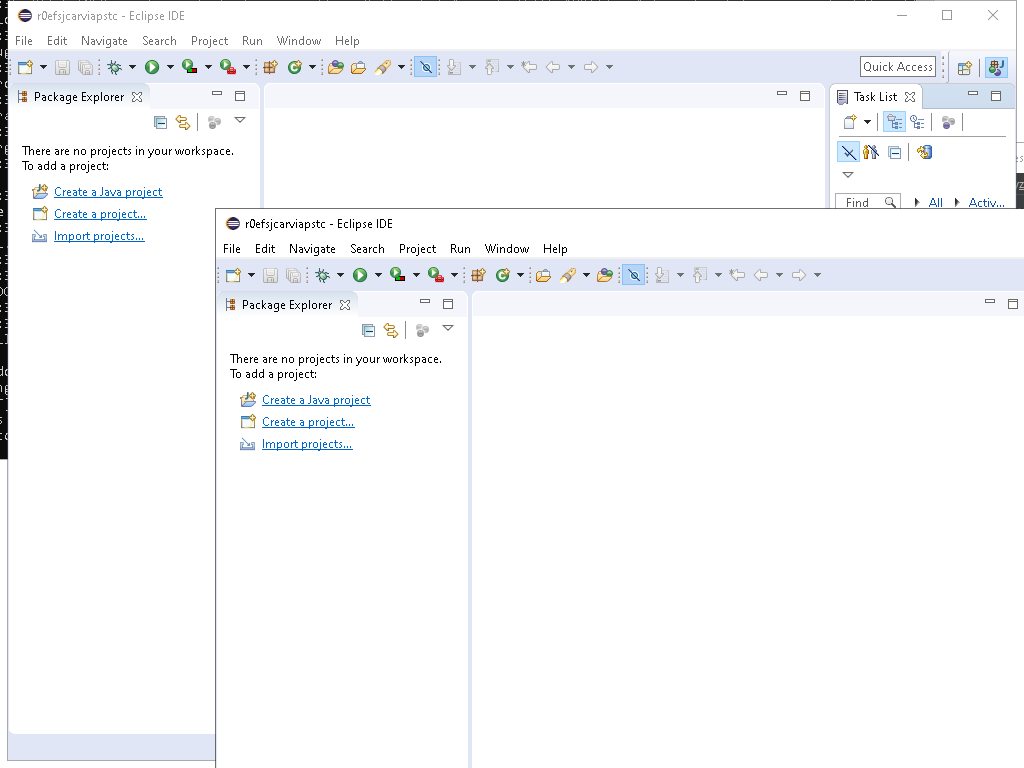 r0efsjcarviapstc - Eclipse IDE
File Edit Navigate Search Project Run Window Help
Quick Access
Package Explorer
Task List
There are no projects in your workspace.
To add a project:
Create a Java project
Create a project...
Import projects...
Find All Activ...
r0efsjcarviapstc - Eclipse IDE
File Edit Navigate Search Project Run Window Help
Package Explorer
There are no projects in your workspace.
To add a project:
Create a Java project
Create a project...
Import projects...